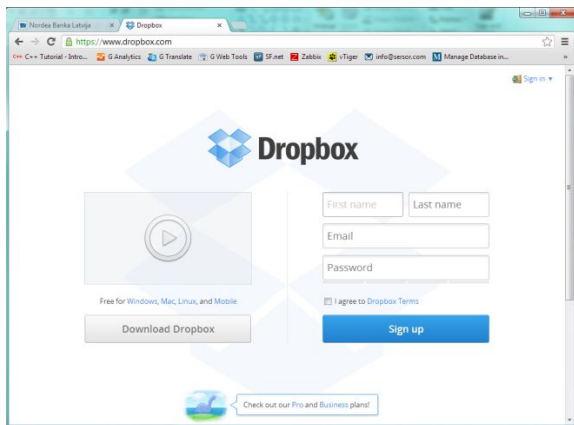 Nordea Banka Latvija
Dropbox
https://www.dropbox.com
C++ Tutorial - Intro...
G Analytics
G Translate
G Web Tools
SF.net
Zabbix
vTiger
info@sersor.com
Manage Database in...
Sign in
Dropbox
First name
Last name
Email
Password
Free for Windows, Mac, Linux, and Mobile
I agree to Dropbox Terms
Download Dropbox
Sign up
Check out our Pro and Business plans!